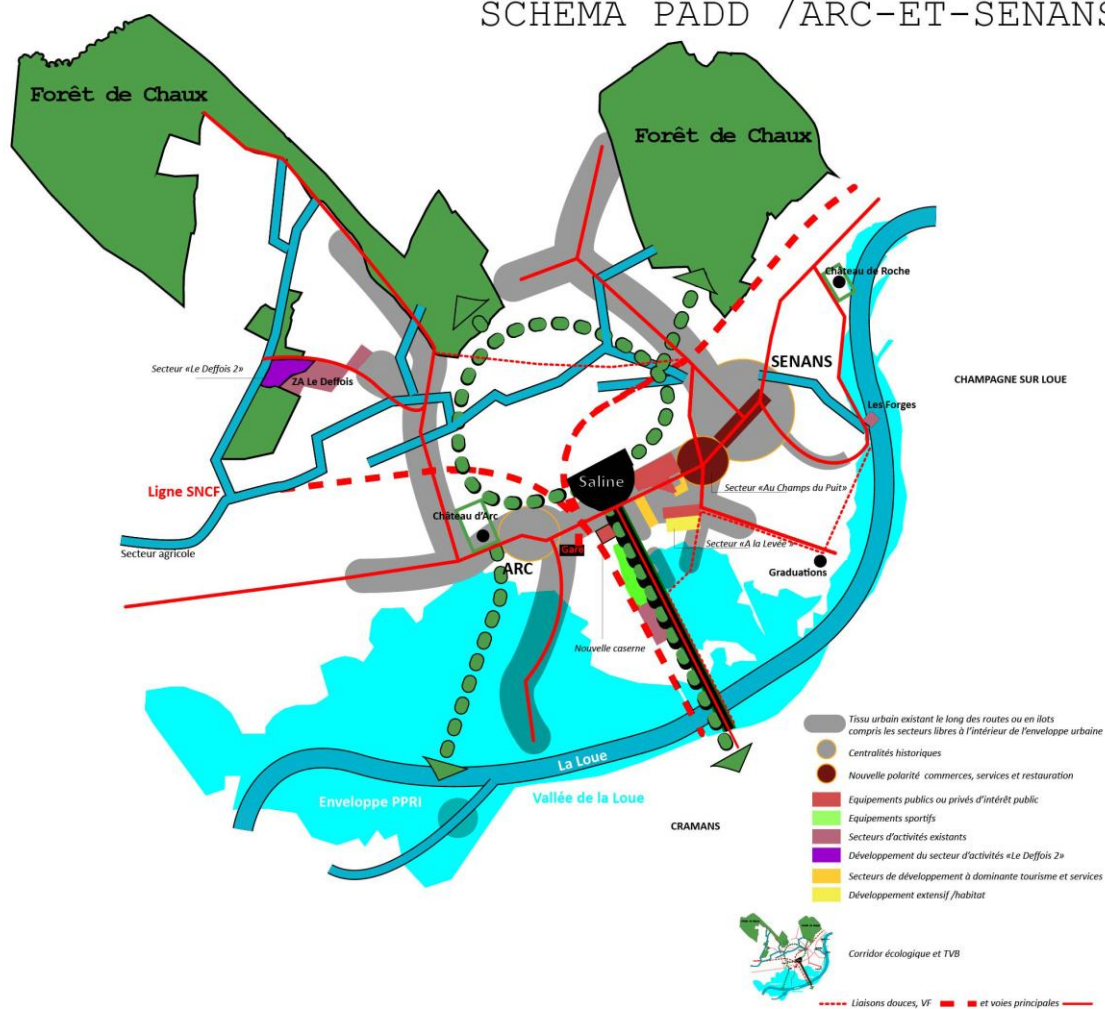 SCHEMA PADD /ARC-ET-SENANS
Forêt de Chaux
Forêt de Chaux
Château de Roche
SENANS
CHAMPAGNE SUR LOUE
Secteur «Le Deffois 2»
ZA Le Deffois
Les Forges
Saline
Secteur «Au Champs du Puit»
Ligne SNCF
Château d'Arc
Secteur agricole
Gare
Secteur «A la Levée »
ARC
Graduations
Nouvelle caserne
La Loue
Enveloppe PPRI
Vallée de la Loue
CRAMANS
Tissu urbain existant le long des routes ou en ilots
compris les secteurs libres à l'intérieur de l'enveloppe urbaine
Centralités historiques
Nouvelle polarité commerces, services et restauration
Equipements publics ou privés d'intérêt public
Equipements sportifs
Secteurs d'activités existants
Développement du secteur d'activités «Le Deffois 2»
Secteurs de développement à dominante tourisme et services
Développement extensif /habitat
Corridor écologique et TVB
Liaisons douces, VF et voies principales